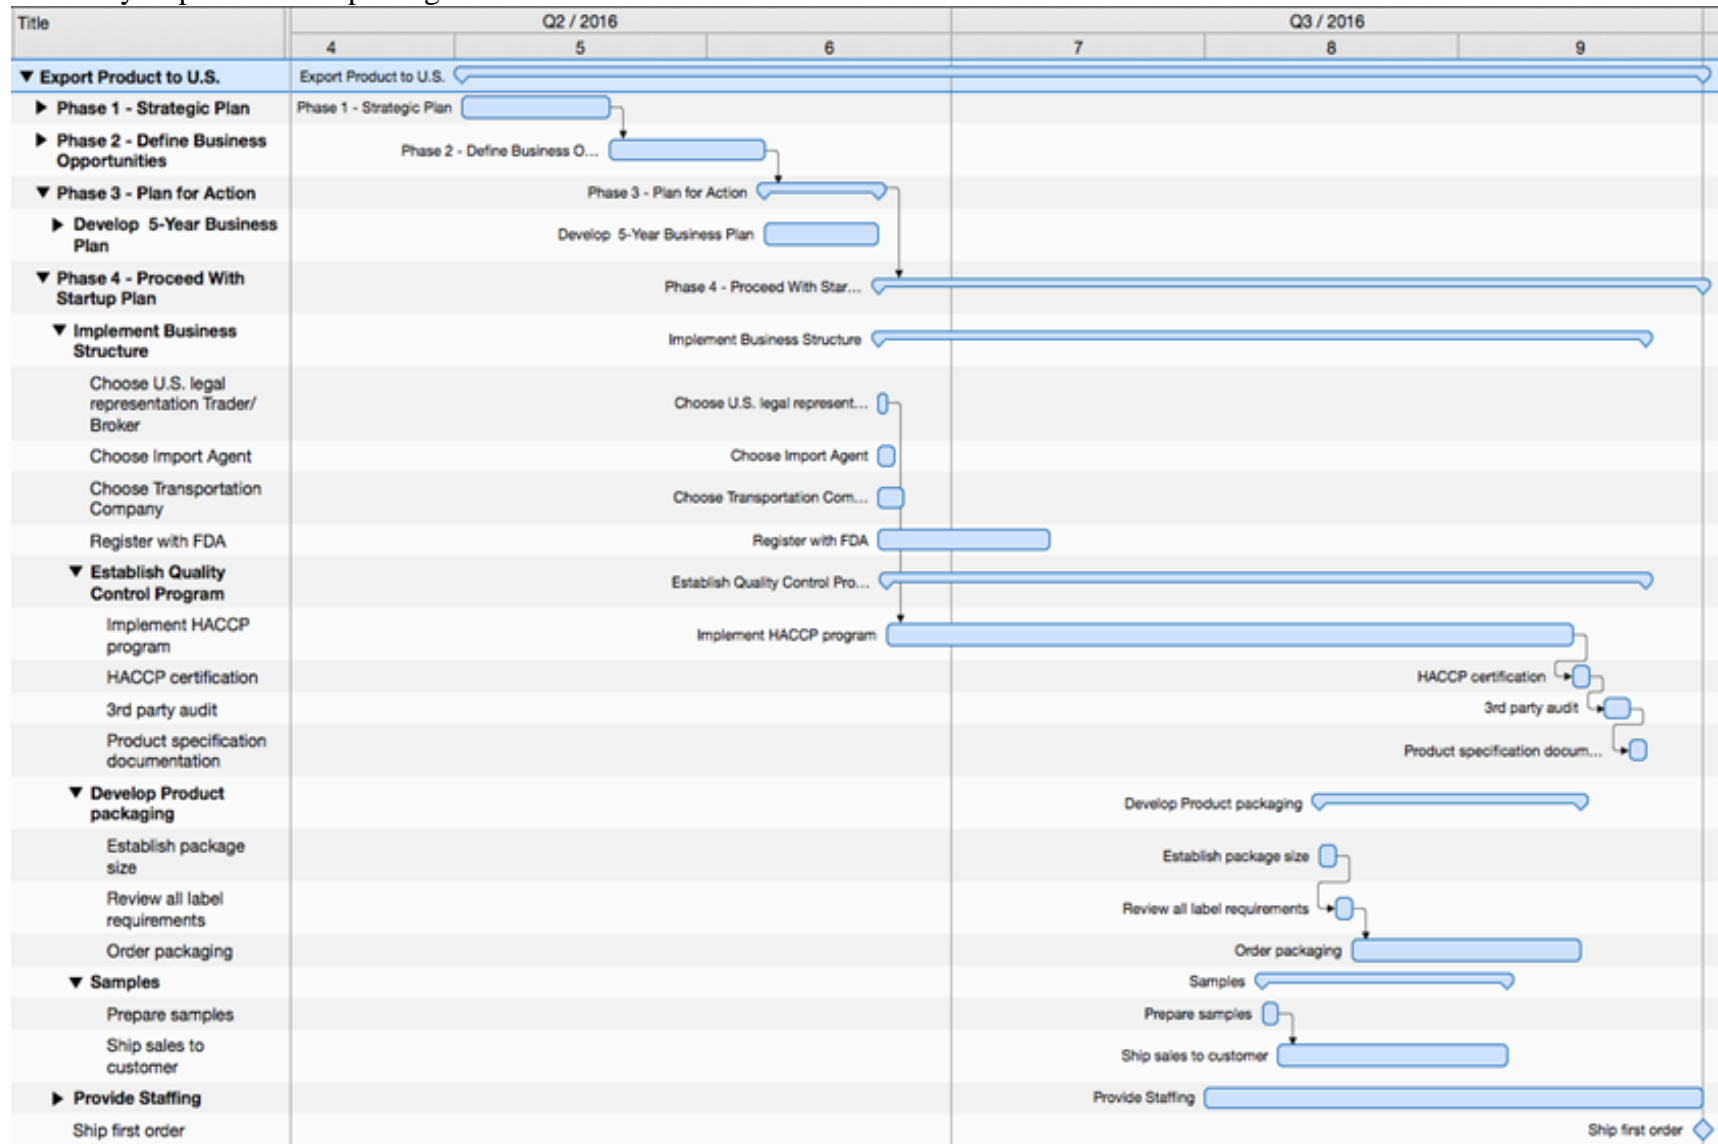 Title
Q2 / 2016
Q3 / 2016
4
5
6
7
8
9
Export Product to U.S.
Export Product to U.S.
Phase 1 - Strategic Plan
Phase 1 - Strategic Plan
Phase 2 - Define Business
Opportunities
Phase 2 - Define Business O...
Phase 3 - Plan for Action
Phase 3 - Plan for Action
Develop 5-Year Business
Plan
Develop 5-Year Business Plan
Phase 4 - Proceed With
Startup Plan
Phase 4 - Proceed With Star...
Implement Business
Structure
Implement Business Structure
Choose U.S. legal
representation Trader/
Broker
Choose U.S. legal represent...
Choose Import Agent
Choose Import Agent
Choose Transportation
Company
Choose Transportation Com...
Register with FDA
Register with FDA
Establish Quality
Control Program
Establish Quality Control Pro...
Implement HACCP
program
Implement HACCP program
HACCP certification
HACCP certification
3rd party audit
3rd party audit
Product specification
documentation
Product specification docum...
Develop Product
packaging
Develop Product packaging
Establish package
size
Establish package size
Review all label
requirements
Review all label requirements
Order packaging
Order packaging
Samples
Samples
Prepare samples
Prepare samples
Ship sales to
customer
Ship sales to customer
Provide Staffing
Provide Staffing
Ship first order
Ship first order